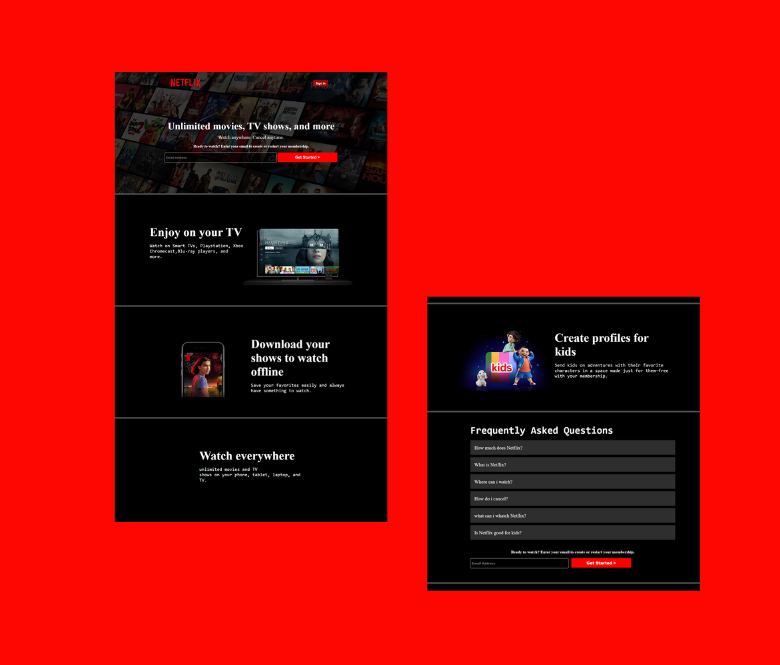 NETFLIX
Sign In
Unlimited movies, TV shows, and more
Watch anywhere. Cancel anytime.
Ready to watch? Enter your email to create or restart your membership.
Email Address
Get Started >
Enjoy on your TV
Watch on Smart TVs, Playstation, Xbox
Chromecast,Blu-ray players, and
more.
Download your
shows to watch
offline
Save your favorites easily and always
have something to watch.
Watch everywhere
unlimited movies and TV
shows on your phone, tablet, laptop, and
TV.
kids
Create profiles for
kids
Send kids on adventures with their favorite
characters in a space made just for them-free
with your membership.
Frequently Asked Questions
How much does Netflix?
What is Netflix?
Where can i watch?
How do i cancel?
what can i whatch Netflix?
Is Netflix good for kids?
Ready to watch? Enter your email to create or restart your membership.
Email Address
Get Started >